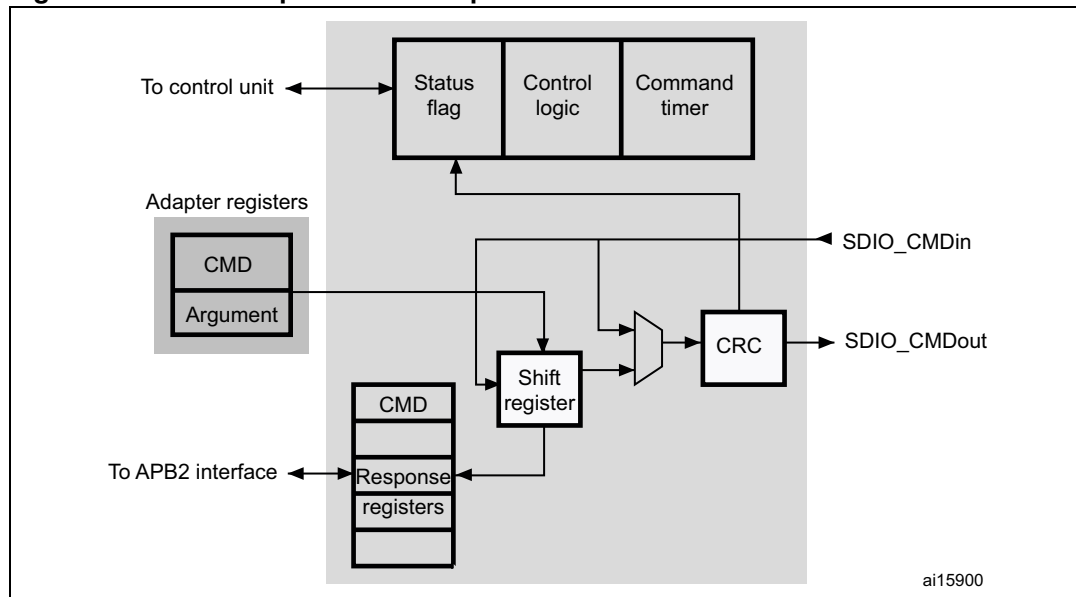 To control unit
Status
flag
Control
logic
Command
timer
Adapter registers
CMD
Argument
SDIO_CMDin
SDIO_CMDout
CRC
Shift
register
CMD
To APB2 interface
Response
registers
ai15900